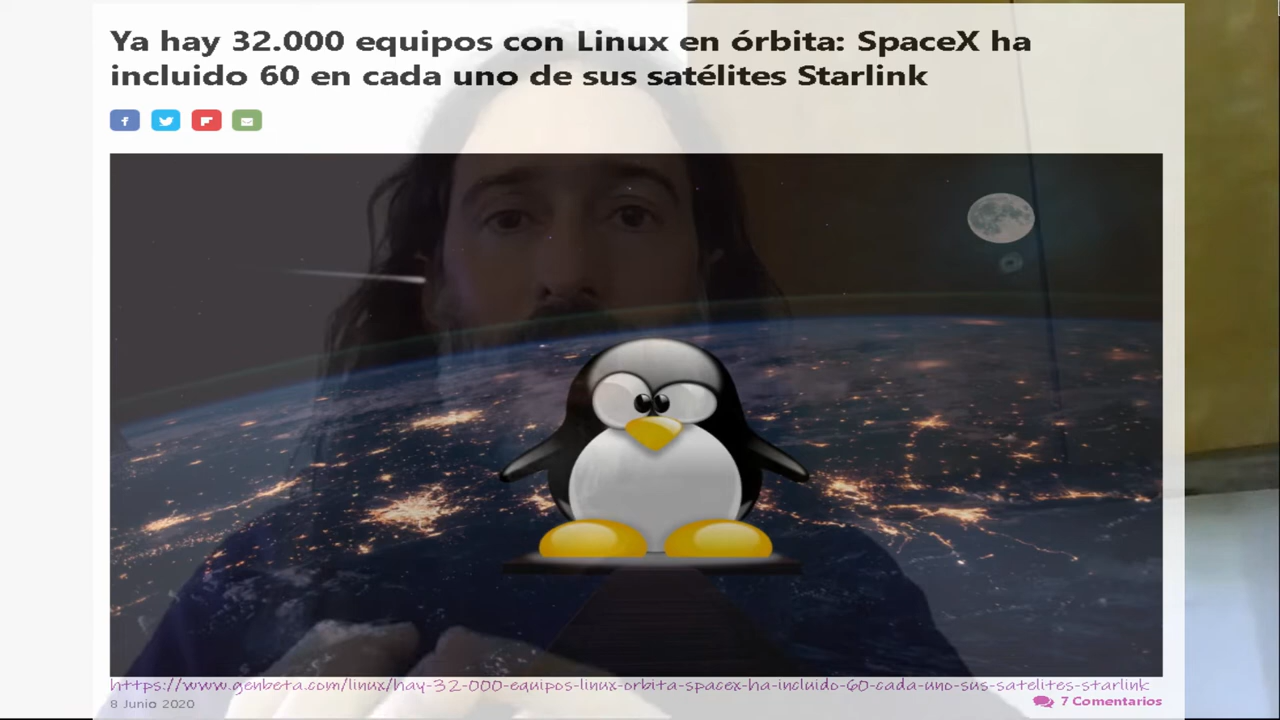 Ya hay 32.000 equipos con Linux en órbita: SpaceX ha
incluido 60 en cada uno de sus satélites Starlink
https://www.genbeta.com/linux/hay-32-000-equipos-linux-orbita-spacex-ha-incluido-60-cada-uno-sus-satelites-starlink
8 Junio 2020
7 Comentarios